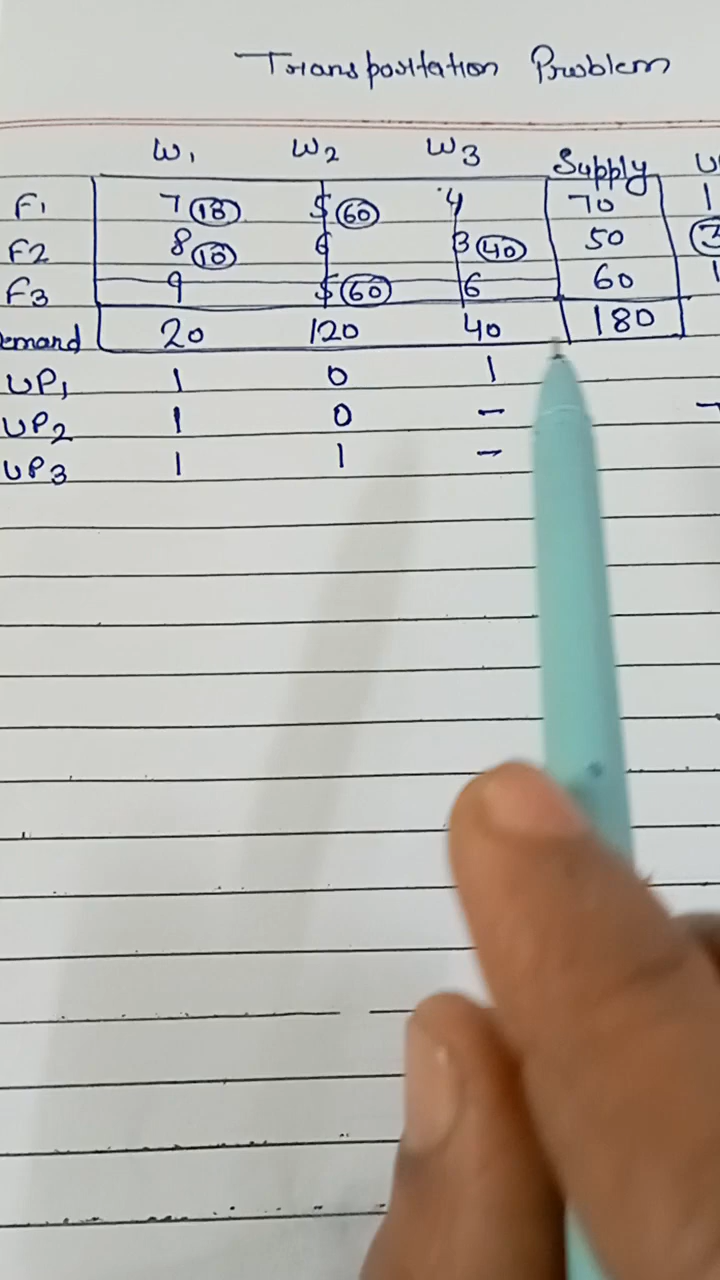 Transportation Problem
W1 W2 W3 Supply U
F1 7 (10) 5 (60) 4 70 1
F2 8 (10) 6 3 (40) 50
F3 9 5 (60) 6 60 1
emand 20 120 40 180
UP1 1 0 1
UP2 1 0 -
UP3 1 1 -